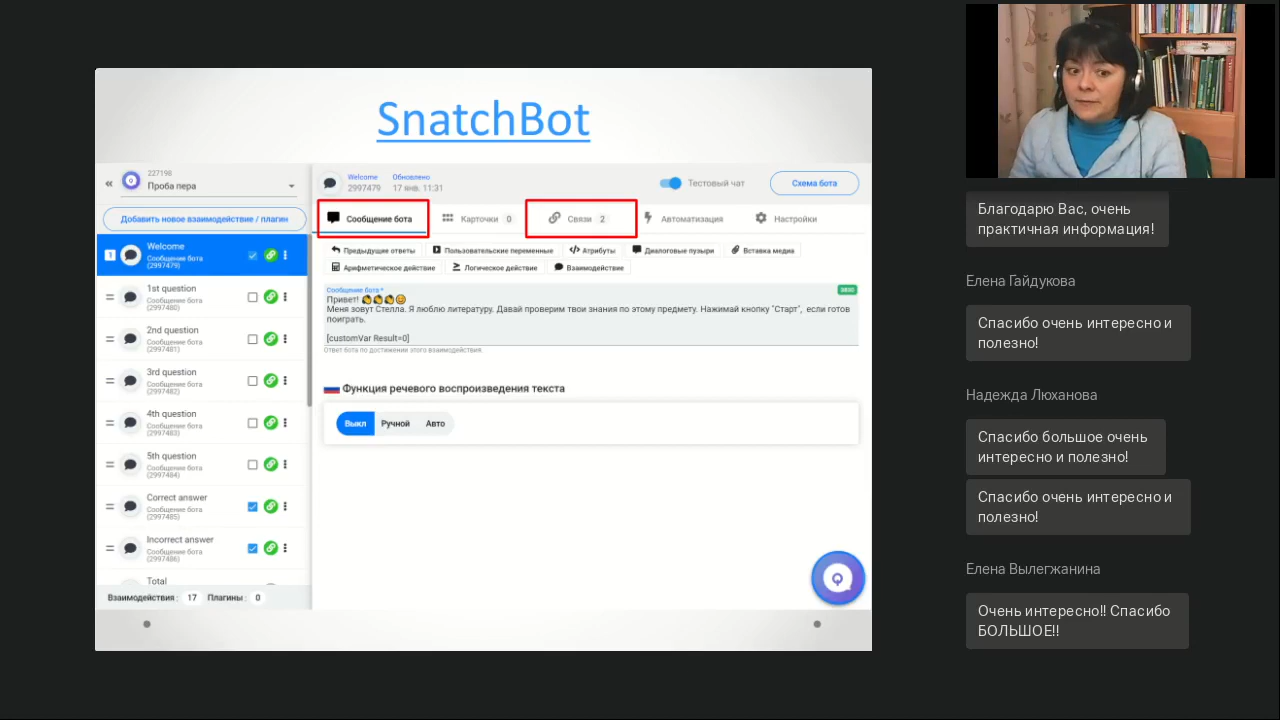 SnatchBot
227198
Проба пера
Добавить новое взаимодействие / плагин
1
Welcome
Сообщение бота
(2997479)
1st question
Сообщение бота
(2997480)
2nd question
Сообщение бота
(2997481)
3rd question
Сообщение бота
(2997482)
4th question
Сообщение бота
(2997483)
5th question
Сообщение бота
(2997484)
Correct answer
Сообщение бота
(2997485)
Incorrect answer
Сообщение бота
(2997486)
Total
Взаимодействия : 17 Плагины : 0
Welcome Обновлено
2997479 17 янв. 11:31
Тестовый чат
Схема бота
Сообщение бота Карточки 0 Связи 2 Автоматизация Настройки
Предыдущие ответы Пользовательские переменные Атрибуты Диалоговые пузыри Вставка медиа
Арифметическое действие Логическое действие Взаимодействие
Сообщение бота*
Привет!
Меня зовут Стелла. Я люблю литературу. Давай проверим твои знания по этому предмету. Нажимай кнопку "Старт", если готов
поиграть.
[customVar Result=0]
Ответ бота по достижении этого взаимодействия.
Функция речевого воспроизведения текста
Выкл Ручной Авто
Благодарю Вас, очень
практичная информация!
Елена Гайдукова
Спасибо очень интересно и
полезно!
Надежда Люханова
Спасибо большое очень
интересно и полезно!
Спасибо очень интересно и
полезно!
Елена Вылегжанина
Очень интересно!! Спасибо
БОЛЬШОЕ!!